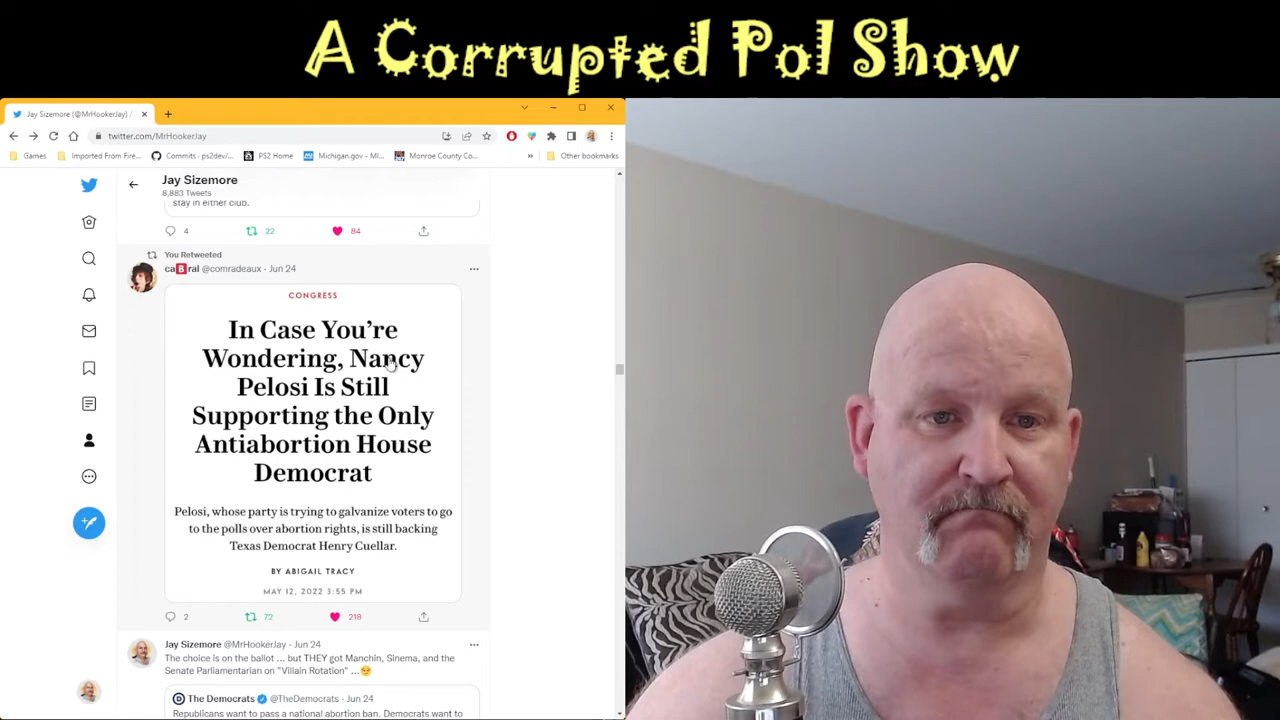 A Corrupted Pol Show
Jay Sizemore (@MrHookerJay) /
twitter.com/MrHookerJay
Games
Imported From Fire...
Commits · ps2dev/...
PS2 Home
Michigan.gov - MI...
Monroe County Co...
»
Other bookmarks
Jay Sizemore
8,883 Tweets
stay in either club.
4 22 84
You Retweeted
ca🅱ral @comradeaux · Jun 24
CONGRESS
In Case You're
Wondering, Nancy
Pelosi Is Still
Supporting the Only
Antiabortion House
Democrat
Pelosi, whose party is trying to galvanize voters to go
to the polls over abortion rights, is still backing
Texas Democrat Henry Cuellar.
BY ABIGAIL TRACY
MAY 12, 2022 3:55 PM
2 72 218
Jay Sizemore @MrHookerJay · Jun 24
The choice is on the ballot ... but THEY got Manchin, Sinema, and the
Senate Parliamentarian on "Villain Rotation" ...😏
The Democrats @TheDemocrats · Jun 24
Republicans want to pass a national abortion ban. Democrats want to